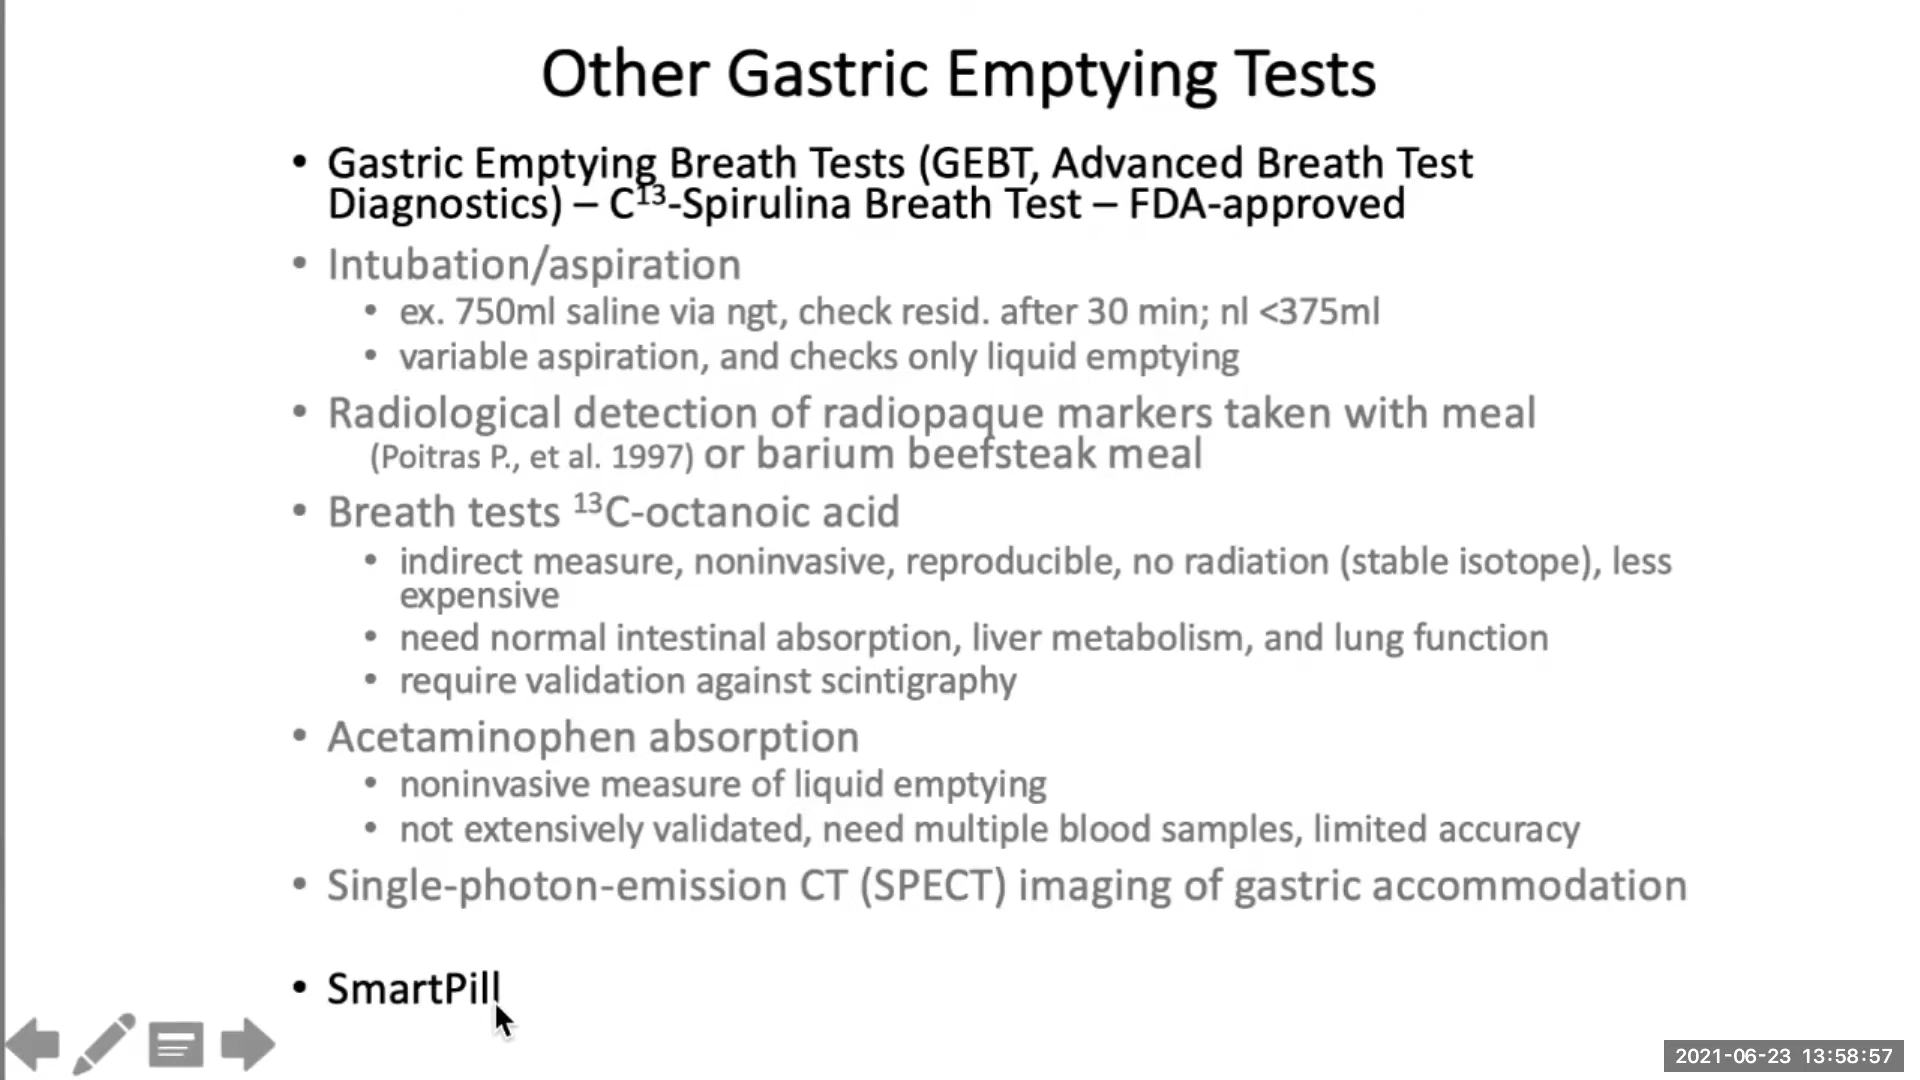 Other Gastric Emptying Tests
• Gastric Emptying Breath Tests (GEBT, Advanced Breath Test
Diagnostics) – C¹³-Spirulina Breath Test – FDA-approved
• Intubation/aspiration
• ex. 750ml saline via ngt, check resid. after 30 min; nl <375ml
• variable aspiration, and checks only liquid emptying
• Radiological detection of radiopaque markers taken with meal
(Poitras P., et al. 1997) or barium beefsteak meal
• Breath tests ¹³C-octanoic acid
• indirect measure, noninvasive, reproducible, no radiation (stable isotope), less
expensive
• need normal intestinal absorption, liver metabolism, and lung function
• require validation against scintigraphy
• Acetaminophen absorption
• noninvasive measure of liquid emptying
• not extensively validated, need multiple blood samples, limited accuracy
• Single-photon-emission CT (SPECT) imaging of gastric accommodation
• SmartPill
2021-06-23 13:58:57